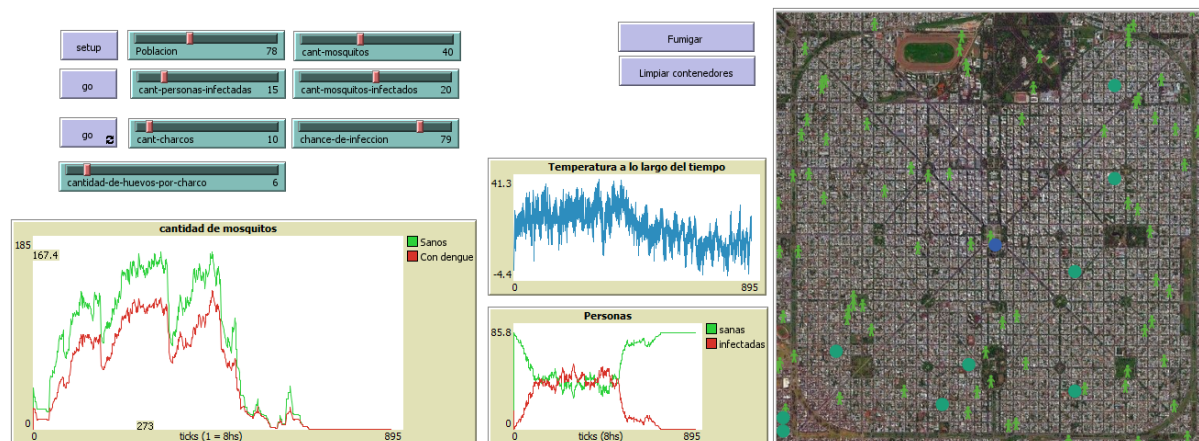 setup
Poblacion 78
cant-mosquitos 40
go
cant-personas-infectadas 15
cant-mosquitos-infectados 20
go
cant-charcos 10
chance-de-infeccion 79
cantidad-de-huevos-por-charco 6
Fumigar
Limpiar contenedores
Temperatura a lo largo del tiempo
41.3
-4.4
0 895
cantidad de mosquitos
185
167.4
Sanos
Con dengue
0
273
0 ticks (1 = 8hs) 895
Personas
85.8
sanas
infectadas
0
0 ticks (8hs) 895